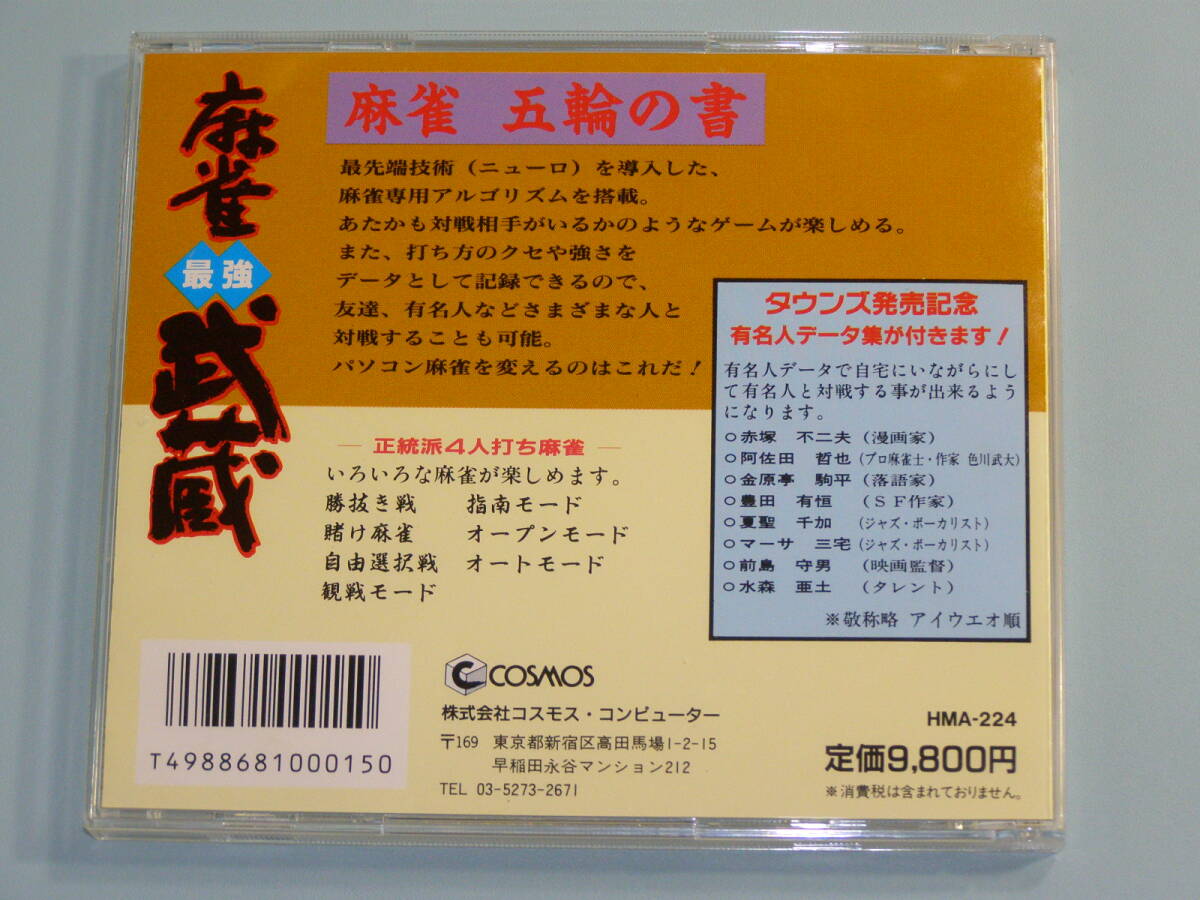 麻雀
最強
武蔵
麻雀 五輪の書
最先端技術（ニューロ）を導入した、
麻雀専用アルゴリズムを搭載。
あたかも対戦相手がいるかのようなゲームが楽しめる。
また、打ち方のクセや強さを
データとして記録できるので、
友達、有名人などさまざまな人と
対戦することも可能。
パソコン麻雀を変えるのはこれだ！
タウンズ発売記念
有名人データ集が付きます！
有名人データで自宅にいながらにし
て有名人と対戦する事が出来るよう
になります。
○赤塚 不二夫（漫画家）
○阿佐田 哲也（プロ麻雀士・作家 色川武大）
○金原亭 駒平（落語家）
○豊田 有恒（ＳＦ作家）
○夏聖 千加（ジャズ・ボーカリスト）
○マーサ 三宅（ジャズ・ボーカリスト）
○前島 守男（映画監督）
○水森 亜土（タレント）
※敬称略 アイウエオ順
― 正統派４人打ち麻雀 ―
いろいろな麻雀が楽しめます。
勝抜き戦 指南モード
賭け麻雀 オープンモード
自由選択戦 オートモード
観戦モード
T4988681000150
COSMOS
株式会社コスモス・コンピューター
〒169 東京都新宿区高田馬場1-2-15
早稲田永谷マンション212
TEL 03-5273-2671
HMA-224
定価9,800円
※消費税は含まれておりません。